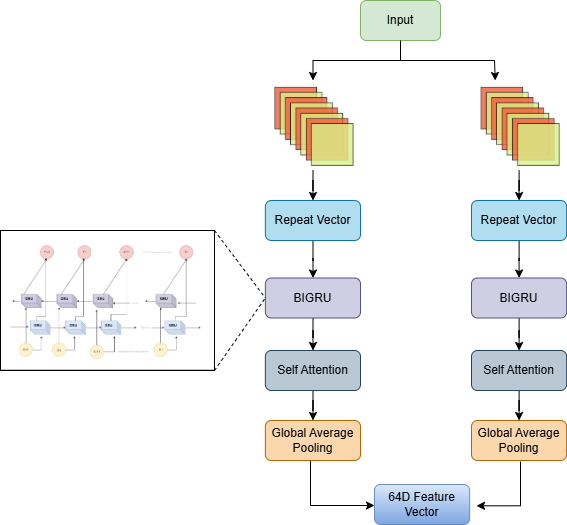 Input
Repeat Vector
Repeat Vector
BIGRU
BIGRU
GRU
GRU
GRU
GRU
GRU
GRU
GRU
GRU
Self Attention
Self Attention
Global Average
Pooling
Global Average
Pooling
64D Feature
Vector